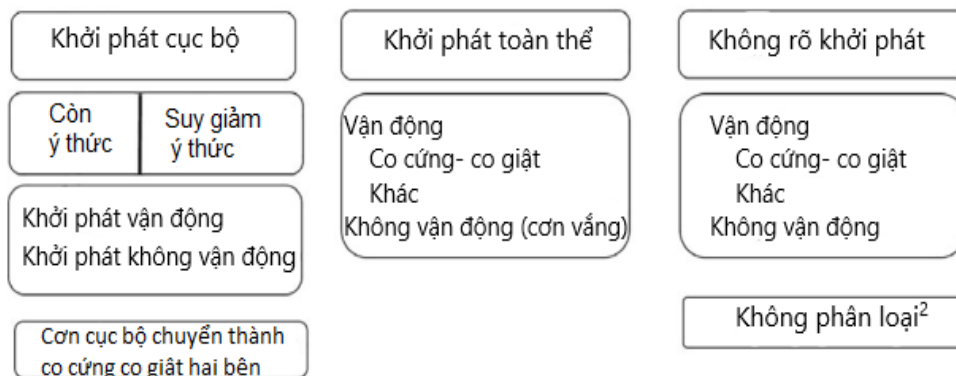 Khởi phát cục bộ
Còn
ý thức
Suy giảm
ý thức
Khởi phát vận động
Khởi phát không vận động
Cơn cục bộ chuyển thành
co cứng co giật hai bên
Khởi phát toàn thể
Vận động
Co cứng- co giật
Khác
Không vận động (cơn vắng)
Không rõ khởi phát
Vận động
Co cứng- co giật
Khác
Không vận động
Không phân loại²